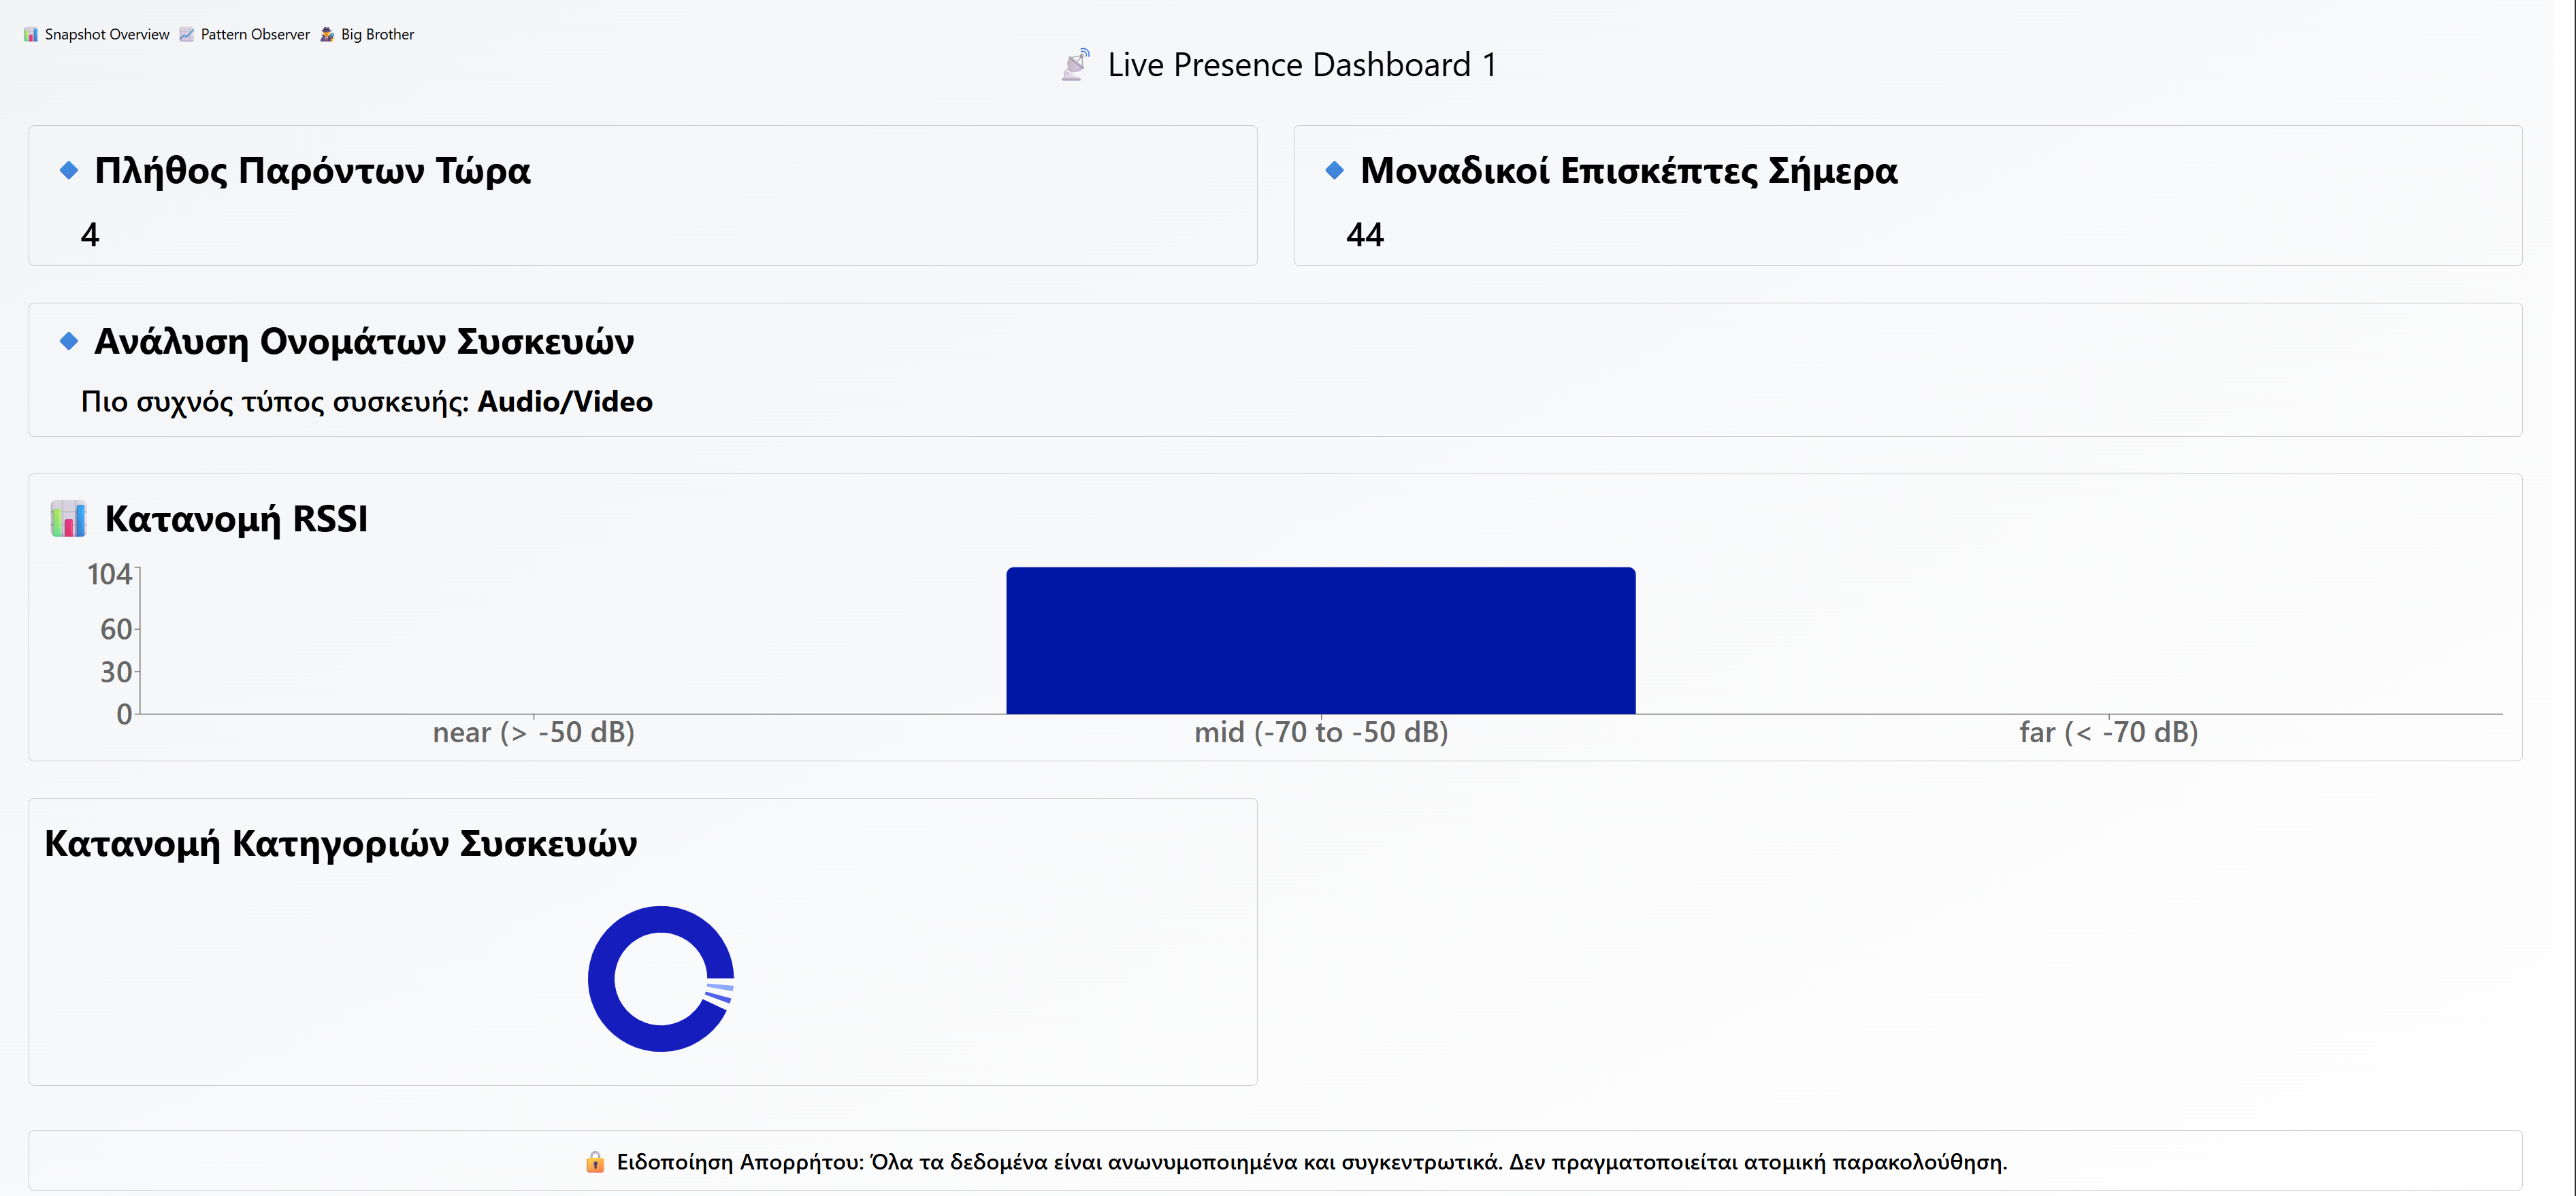 Snapshot Overview Pattern Observer Big Brother
Live Presence Dashboard 1
Πλήθος Παρόντων Τώρα
4
Μοναδικοί Επισκέπτες Σήμερα
44
Ανάλυση Ονομάτων Συσκευών
Πιο συχνός τύπος συσκευής: Audio/Video
Κατανομή RSSI
104
60
30
0
near (> -50 dB)
mid (-70 to -50 dB)
far (< -70 dB)
Κατανομή Κατηγοριών Συσκευών
Ειδοποίηση Απορρήτου: Όλα τα δεδομένα είναι ανωνυμοποιημένα και συγκεντρωτικά. Δεν πραγματοποιείται ατομική παρακολούθηση.